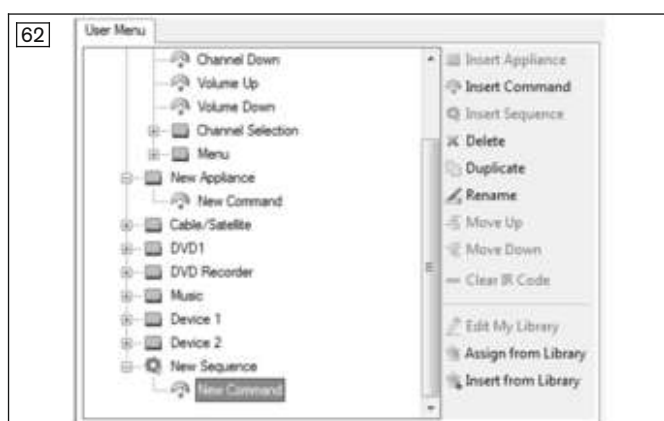 62
User Menu
Channel Down
Volume Up
Volume Down
Channel Selection
Menu
New Appliance
New Command
Cable/Satellite
DVD1
DVD Recorder
Music
Device 1
Device 2
New Sequence
New Command
Insert Appliance
Insert Command
Insert Sequence
Delete
Duplicate
Rename
Move Up
Move Down
Clear IR Code
Edit My Library
Assign from Library
Insert from Library